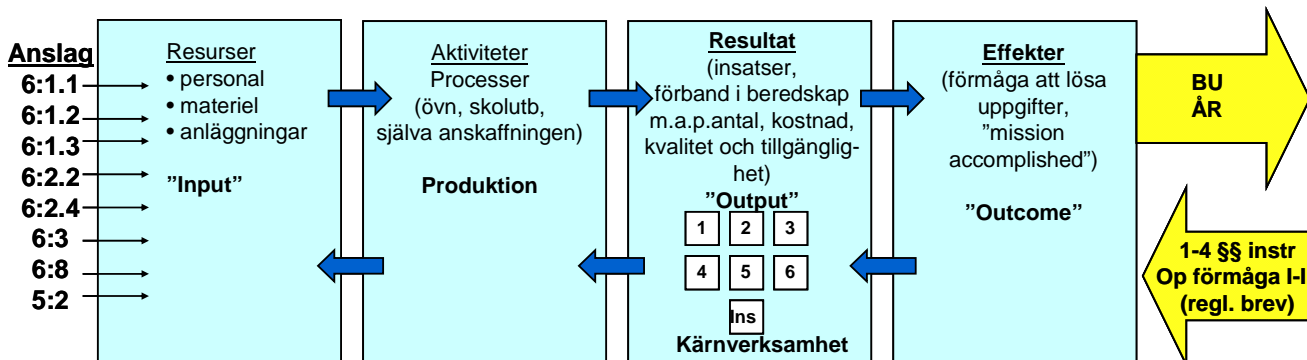 Anslag
6:1.1
6:1.2
6:1.3
6:2.2
6:2.4
6:3
6:8
5:2
Resurser
• personal
• materiel
• anläggningar
”Input”
Aktiviteter
Processer
(övn, skolutb,
själva anskaffningen)
Produktion
Resultat
(insatser,
förband i beredskap
m.a.p.antal, kostnad,
kvalitet och tillgänglig-
het)
”Output”
1 2 3
4 5 6
Ins
Kärnverksamhet
Effekter
(förmåga att lösa
uppgifter,
”mission
accomplished”)
”Outcome”
BU
ÅR
1-4 §§ instr
Op förmåga I-I
(regl. brev)